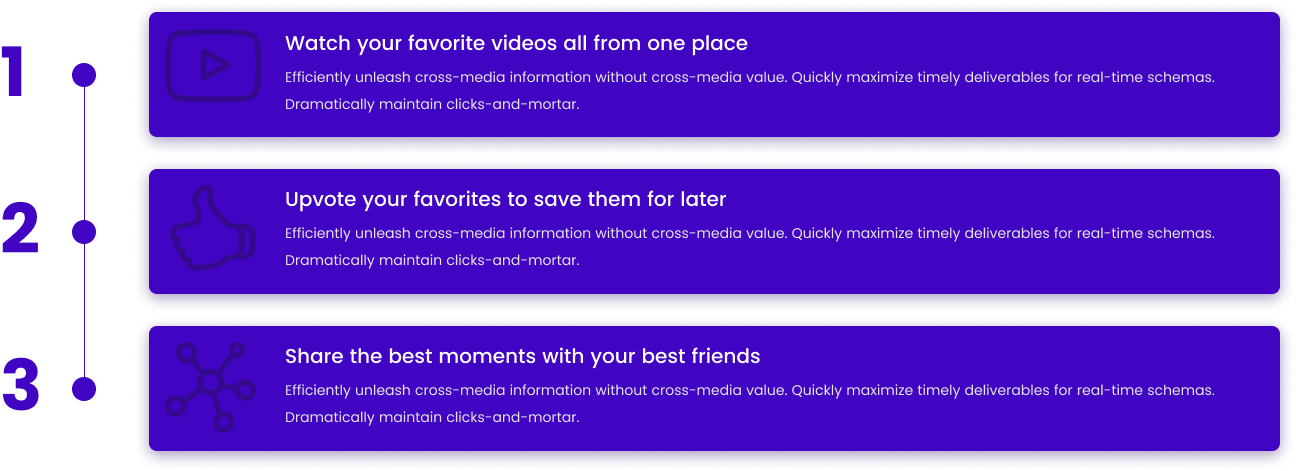 1
Watch your favorite videos all from one place
Efficiently unleash cross-media information without cross-media value. Quickly maximize timely deliverables for real-time schemas.
Dramatically maintain clicks-and-mortar.
2
Upvote your favorites to save them for later
Efficiently unleash cross-media information without cross-media value. Quickly maximize timely deliverables for real-time schemas.
Dramatically maintain clicks-and-mortar.
3
Share the best moments with your best friends
Efficiently unleash cross-media information without cross-media value. Quickly maximize timely deliverables for real-time schemas.
Dramatically maintain clicks-and-mortar.